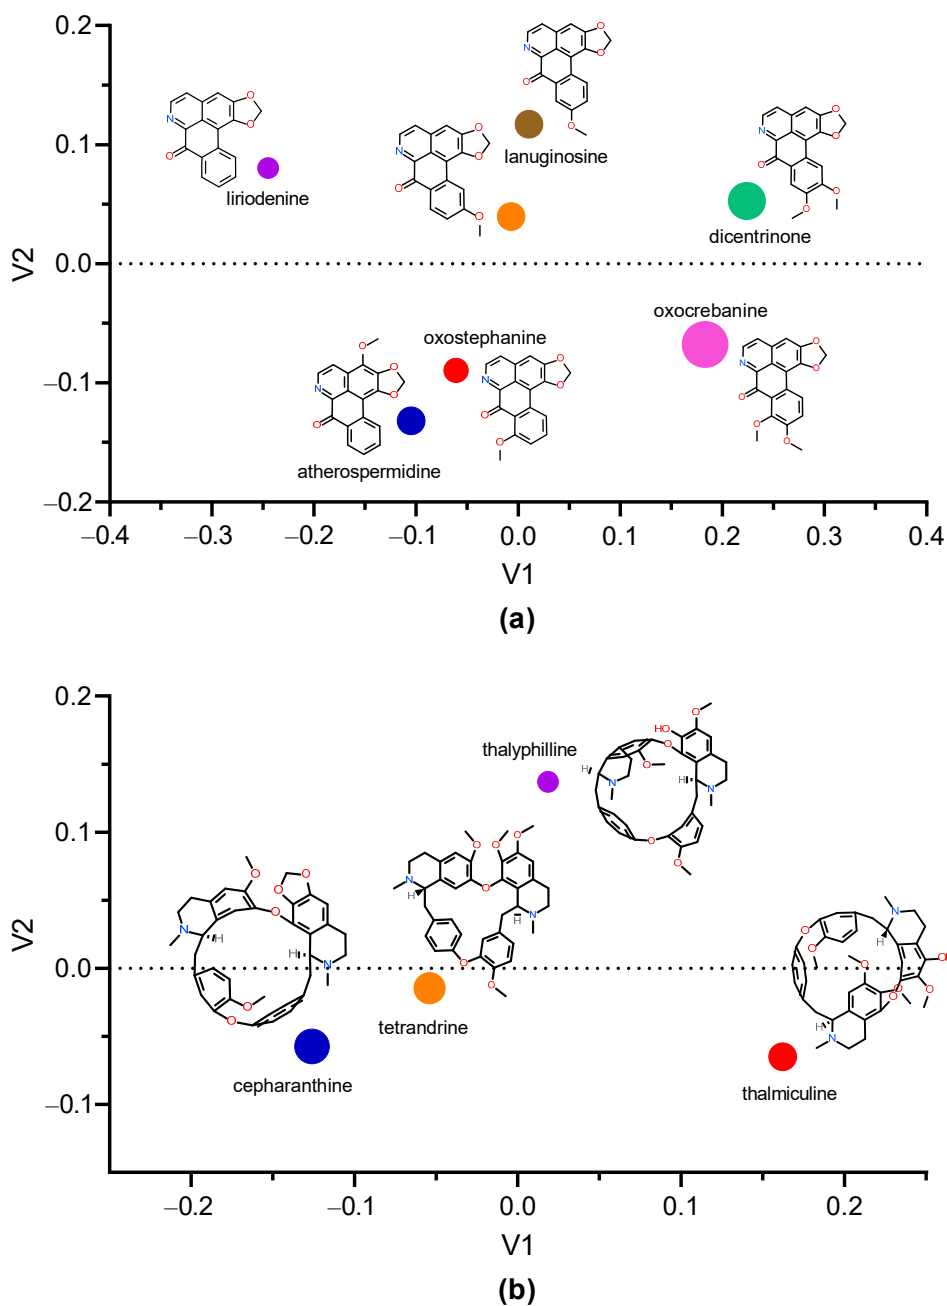 0.2
0.1
0.0
−0.1
−0.2
V2
liriodenine
lanuginosine
dicentrinone
oxocrebanine
oxostephanine
atherospermidine
−0.4
−0.3
−0.2
−0.1
0.0
0.1
0.2
0.3
0.4
V1
(a)
0.2
0.1
0.0
−0.1
V2
thalyphilline
tetrandrine
cepharanthine
thalmiculine
−0.2
−0.1
0.0
0.1
0.2
V1
(b)